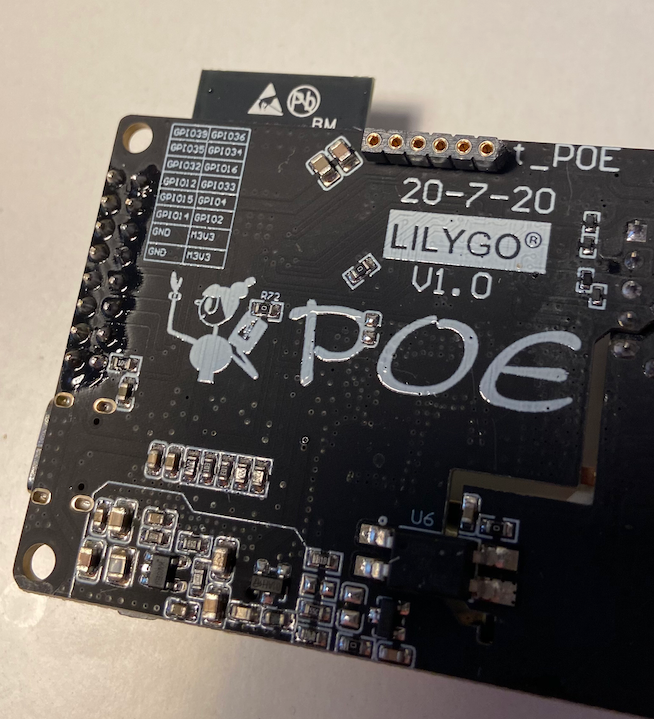 Pb
RM
t_POE
GPIO39 GPIO36
GPIO35 GPIO34
GPIO32 GPIO16
GPIO12 GPIO33
GPIO15 GPIO4
GPIO14 GPIO2
GND M3V3
GND M3V3
20-7-20
LILYGO®
V1.0
R72
POE
U6